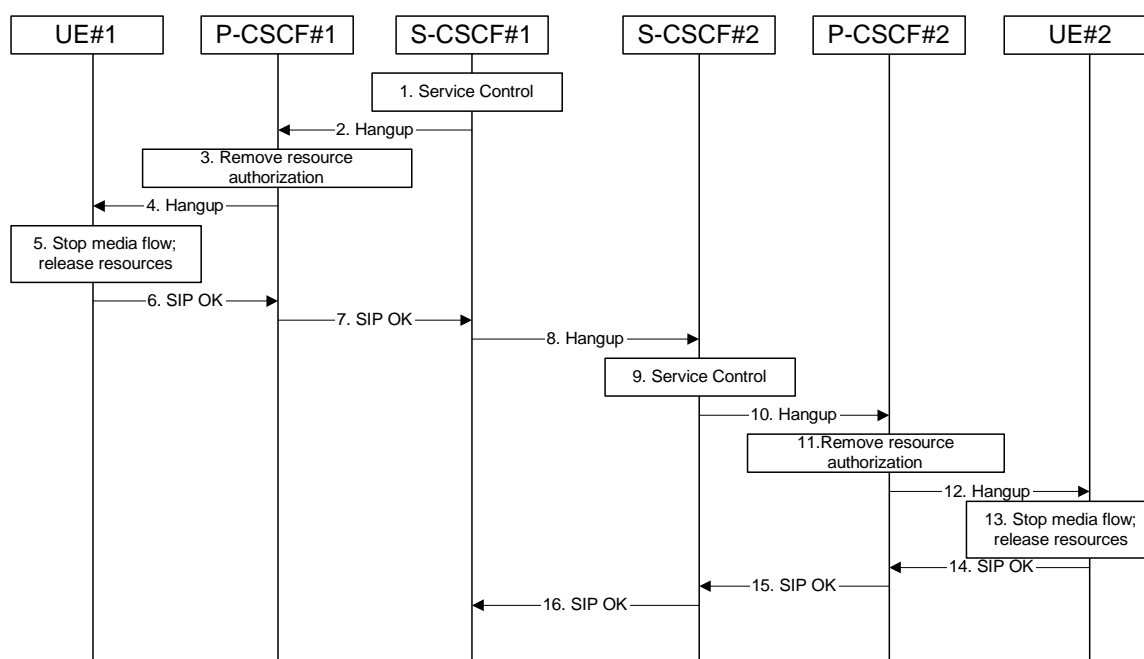 UE#1
P-CSCF#1
S-CSCF#1
S-CSCF#2
P-CSCF#2
UE#2
1. Service Control
2. Hangup
3. Remove resource
authorization
4. Hangup
5. Stop media flow;
release resources
6. SIP OK
7. SIP OK
8. Hangup
9. Service Control
10. Hangup
11.Remove resource
authorization
12. Hangup
13. Stop media flow;
release resources
14. SIP OK
15. SIP OK
16. SIP OK